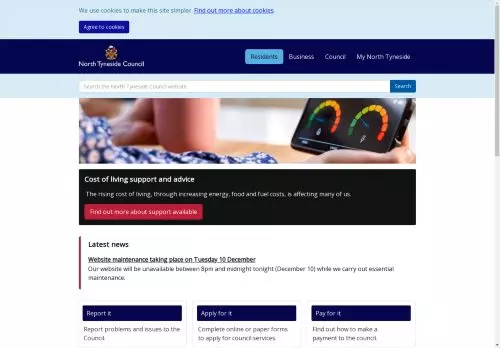 We use cookies to make this site simpler. Find out more about cookies.
Agree to cookies
North Tyneside Council
Residents
Business
Council
My North Tyneside
Search the North Tyneside Council website
Search
Cost of living support and advice
The rising cost of living, through increasing energy, food and fuel costs, is affecting many of us.
Find out more about support available
Latest news
Website maintenance taking place on Tuesday 10 December
Our website will be unavailable between 8pm and midnight tonight (December 10) while we carry out essential
maintenance.
Report it
Report problems and issues to the
Council.
Apply for it
Complete online or paper forms
to apply for council services.
Pay for it
Find out how to make a
payment to the council.